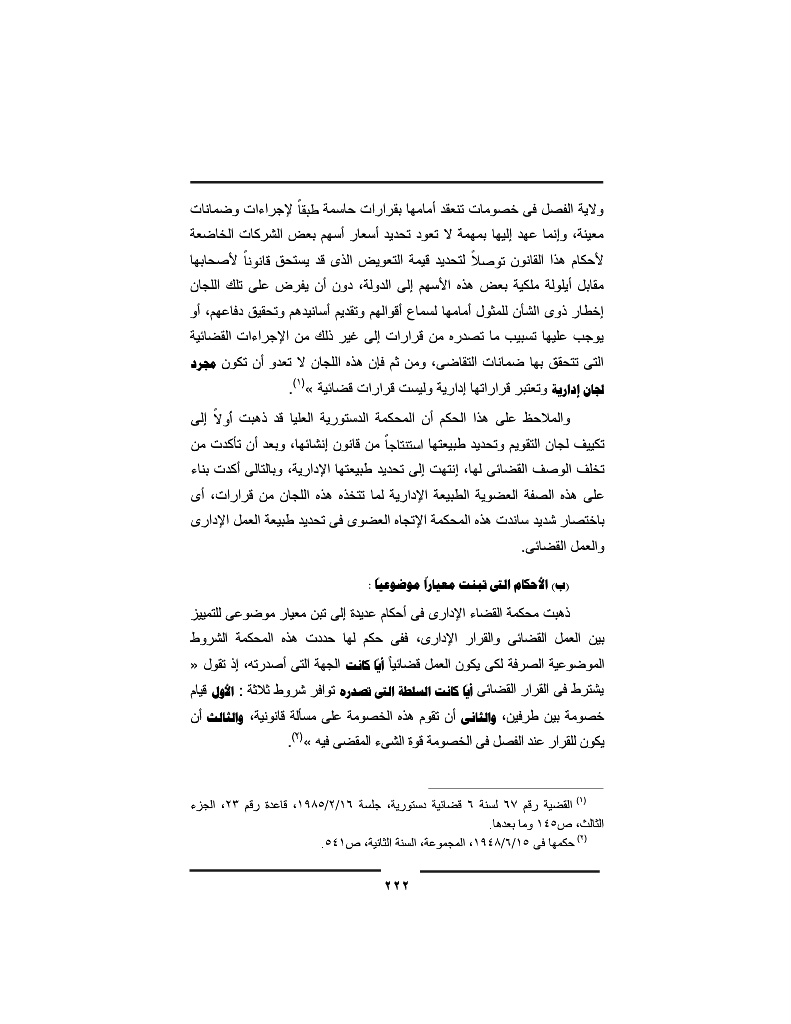 ولاية الفصل فى خصومات تنعقد أمامها بقرارات حاسمة طبقاً لإجراءات وضمانات
معينة، وإنما عهد إليها بمهمة لا تعود تحديد أسعار أسهم بعض الشركات الخاضعة
لأحكام هذا القانون توصلاً لتحديد قيمة التعويض الذى قد يستحق قانوناً لأصحابها
مقابل أيلولة ملكية بعض هذه الأسهم إلى الدولة، دون أن يفرض على تلك اللجان
إخطار ذوى الشأن للمثول أمامها لسماع أقوالهم وتقديم أسانيدهم وتحقيق دفاعهم، أو
يوجب عليها تسبيب ما تصدره من قرارات إلى غير ذلك من الإجراءات القضائية
التى تتحقق بها ضمانات التقاضى، ومن ثم فإن هذه اللجان لا تعدو أن تكون مجرد
لجان إدارية وتعتبر قراراتها إدارية وليست قرارات قضائية »(١).
والملاحظ على هذا الحكم أن المحكمة الدستورية العليا قد ذهبت أولاً إلى
تكييف لجان التقويم وتحديد طبيعتها استنتاجاً من قانون إنشائها، وبعد أن تأكدت من
تخلف الوصف القضائى لها، إنتهت إلى تحديد طبيعتها الإدارية، وبالتالى أكدت بناء
على هذه الصفة العضوية الطبيعة الإدارية لما تتخذه هذه اللجان من قرارات، أى
باختصار شديد ساندت هذه المحكمة الإتجاه العضوى فى تحديد طبيعة العمل الإدارى
والعمل القضائى.
(ب) الأحكام التى تبنت معياراً موضوعياً :
ذهبت محكمة القضاء الإدارى فى أحكام عديدة إلى تبن معيار موضوعى للتمييز
بين العمل القضائى والقرار الإدارى، ففى حكم لها حددت هذه المحكمة الشروط
الموضوعية الصرفة لكى يكون العمل قضائياً أيا كانت الجهة التى أصدرته، إذ تقول «
يشترط فى القرار القضائى أيا كانت السلطة التى تصدره توافر شروط ثلاثة : الأول قيام
خصومة بين طرفين، والثانى أن تقوم هذه الخصومة على مسألة قانونية، والثالث أن
يكون للقرار عند الفصل فى الخصومة قوة الشىء المقضى فيه »(٢).
(١) القضية رقم ٦٧ لسنة ٦ قضائية دستورية، جلسة ١٩٨٥/٢/١٦، قاعدة رقم ٢٣، الجزء
الثالث، ص١٤٥ وما بعدها.
(٢) حكمها فى ١٩٤٨/٦/١٥، المجموعة، السنة الثانية، ص٥٤١.
٢٢٢